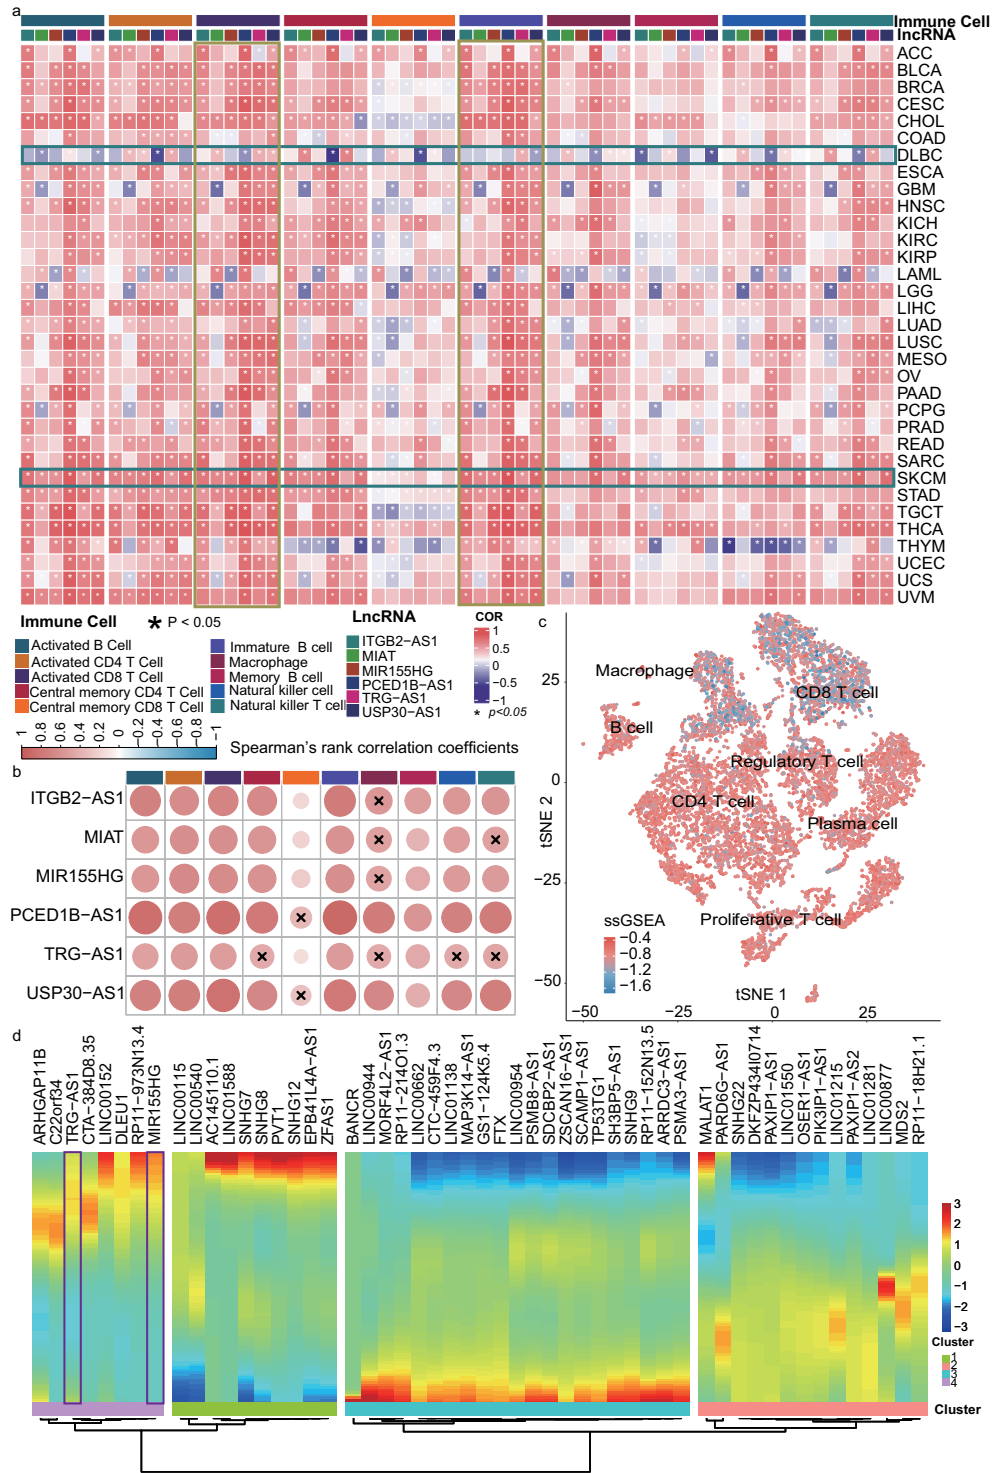 a
Immune Cell
lncRNA
ACC
BLCA
BRCA
CESC
CHOL
COAD
DLBC
ESCA
GBM
HNSC
KICH
KIRC
KIRP
LAML
LGG
LIHC
LUAD
LUSC
MESO
OV
PAAD
PCPG
PRAD
READ
SARC
SKCM
STAD
TGCT
THCA
THYM
UCEC
UCS
UVM
Immune Cell
* P < 0.05
Activated B Cell
Activated CD4 T Cell
Activated CD8 T Cell
Central memory CD4 T Cell
Central memory CD8 T Cell
Immature B cell
Macrophage
Memory B cell
Natural killer cell
Natural killer T cell
LncRNA
ITGB2−AS1
MIAT
MIR155HG
PCED1B−AS1
TRG−AS1
USP30−AS1
COR
1
0.5
0
−0.5
−1
* p<0.05
1
0.8
0.6
0.4
0.2
0
−0.2
−0.4
−0.6
−0.8
−1
Spearman's rank correlation coefficients
b
ITGB2−AS1
MIAT
MIR155HG
PCED1B−AS1
TRG−AS1
USP30−AS1
c
Macrophage
CD8 T cell
B cell
Regulatory T cell
CD4 T cell
Plasma cell
Proliferative T cell
ssGSEA
−0.4
−0.8
−1.2
−1.6
tSNE 2
25
0
−25
−50
tSNE 1
−50
−25
0
25
d
ARHGAP11B
C22orf34
TRG−AS1
CTA−384D8.35
LINC00152
DLEU1
RP11−973N13.4
MIR155HG
LINC00115
LINC00540
AC145110.1
LINC01588
SNHG7
SNHG8
PVT1
SNHG12
EPB41L4A−AS1
ZFAS1
BANCR
LINC00944
MORF4L2−AS1
RP11−214O1.3
LINC00662
CTC−459F4.3
LINC01138
MAP3K14−AS1
GS1−124K5.4
FTX
LINC00954
PSMB8−AS1
SDCBP2−AS1
ZSCAN16−AS1
SCAMP1−AS1
TP53TG1
SH3BP5−AS1
SNHG9
RP11−152N13.5
ARRDC3−AS1
PSMA3−AS1
MALAT1
PARD6G−AS1
SNHG22
DKFZP434I0714
PAXIP1−AS1
LINC01550
OSER1−AS1
PIK3IP1−AS1
LINC01215
PAXIP1−AS2
LINC01281
LINC00877
MDS2
RP11−18H21.1
3
2
1
0
−1
−2
−3
Cluster
1
2
3
4
Cluster